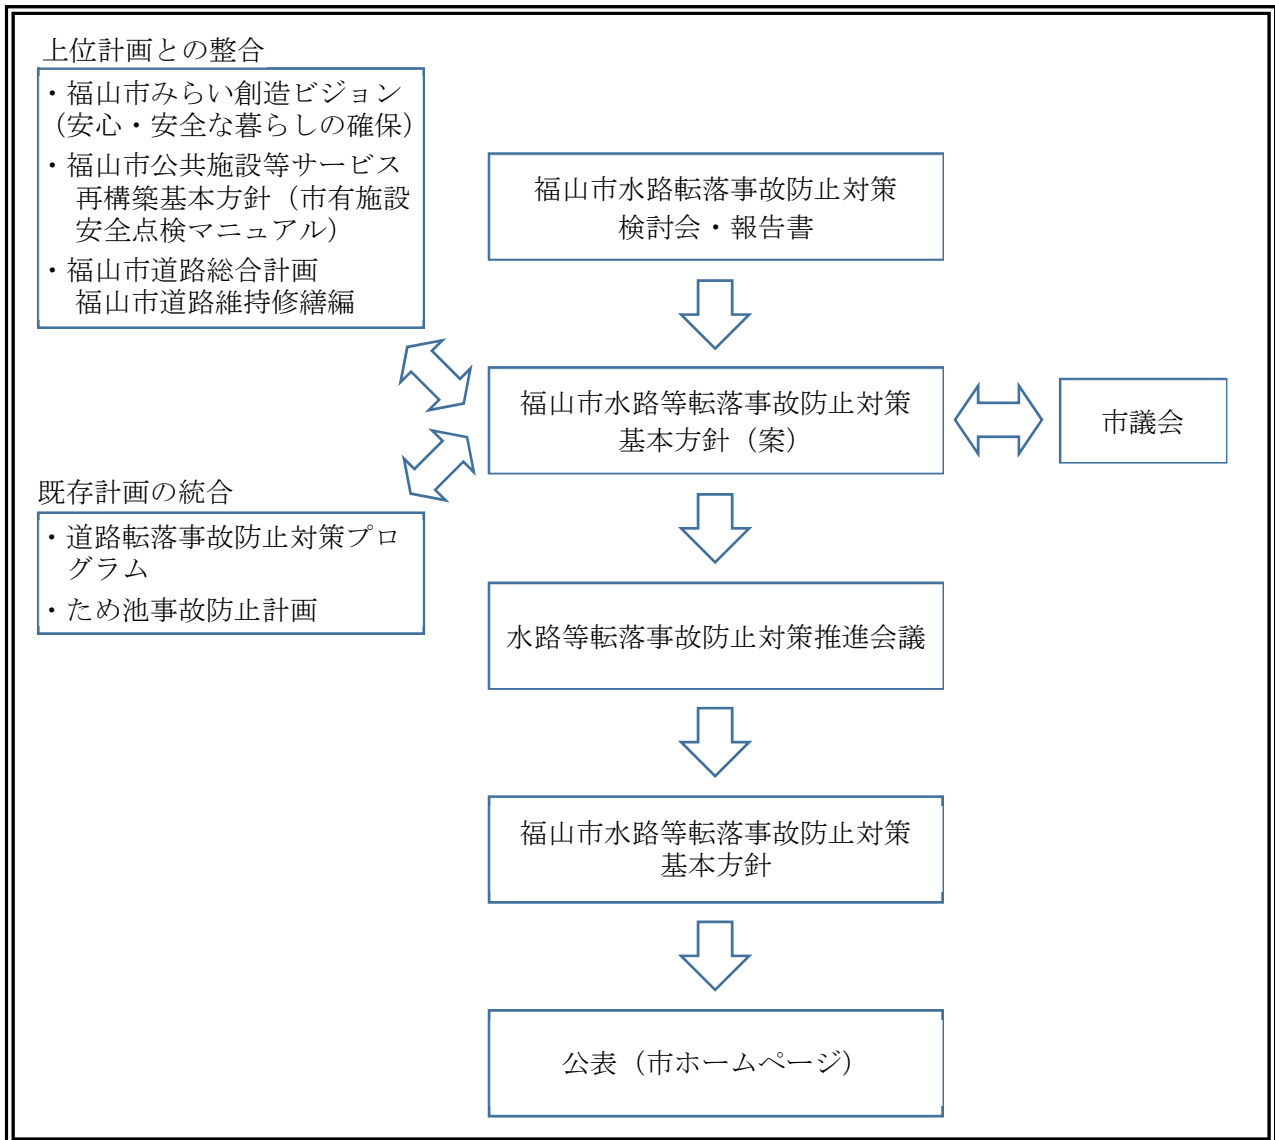 上位計画との整合
・福山市みらい創造ビジョン
（安心・安全な暮らしの確保）
・福山市公共施設等サービス
再構築基本方針（市有施設
安全点検マニュアル）
・福山市道路総合計画
福山市道路維持修繕編
福山市水路転落事故防止対策
検討会・報告書
福山市水路等転落事故防止対策
基本方針（案）
市議会
既存計画の統合
・道路転落事故防止対策プロ
グラム
・ため池事故防止計画
水路等転落事故防止対策推進会議
福山市水路等転落事故防止対策
基本方針
公表（市ホームページ）